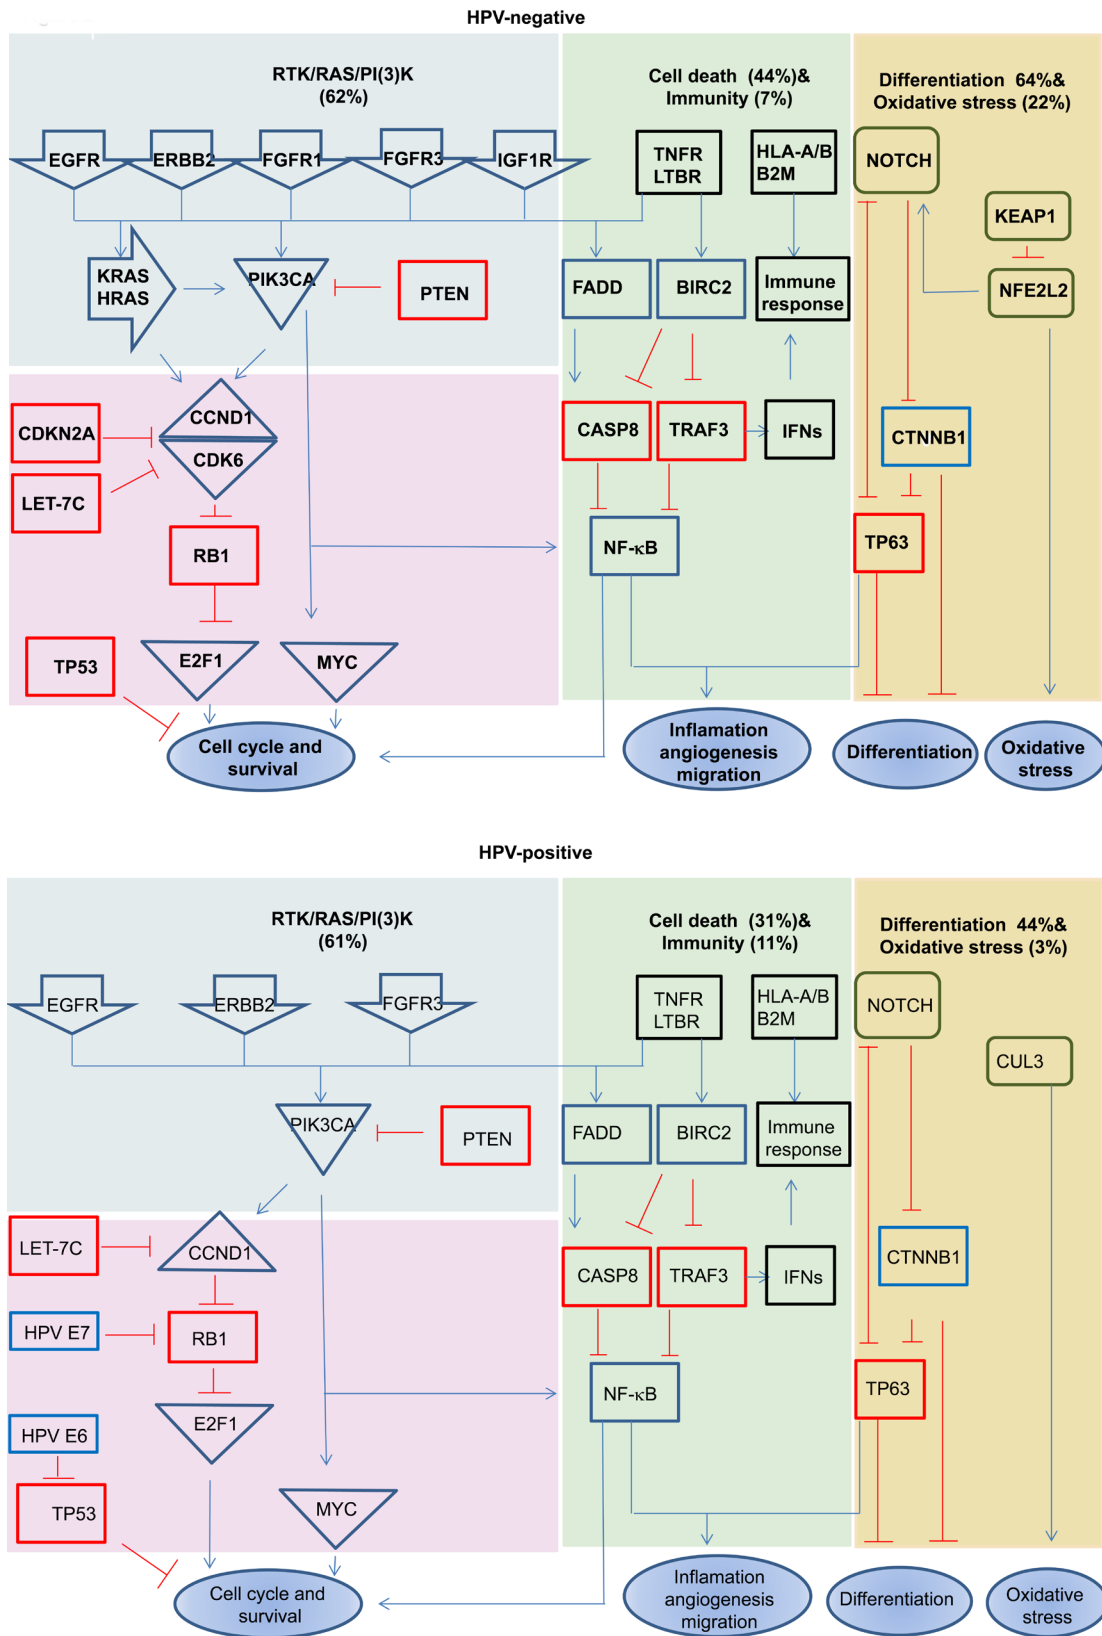 HPV-negative
RTK/RAS/PI(3)K
(62%)
Cell death (44%)&
Immunity (7%)
Differentiation 64%&
Oxidative stress (22%)
EGFR
ERBB2
FGFR1
FGFR3
IGF1R
TNFR
LTBR
HLA-A/B
B2M
NOTCH
KEAP1
KRAS
HRAS
PIK3CA
PTEN
FADD
BIRC2
Immune
response
NFE2L2
CDKN2A
CCND1
CDK6
LET-7C
CASP8
TRAF3
IFNs
CTNNB1
RB1
NF-κB
TP63
TP53
E2F1
MYC
Cell cycle and
survival
Inflamation
angiogenesis
migration
Differentiation
Oxidative
stress
HPV-positive
RTK/RAS/PI(3)K
(61%)
Cell death (31%)&
Immunity (11%)
Differentiation 44%&
Oxidative stress (3%)
EGFR
ERBB2
FGFR3
TNFR
LTBR
HLA-A/B
B2M
NOTCH
CUL3
PIK3CA
PTEN
FADD
BIRC2
Immune
response
LET-7C
CCND1
CASP8
TRAF3
IFNs
CTNNB1
HPV E7
RB1
NF-κB
TP63
HPV E6
E2F1
TP53
MYC
Cell cycle and
survival
Inflamation
angiogenesis
migration
Differentiation
Oxidative
stress